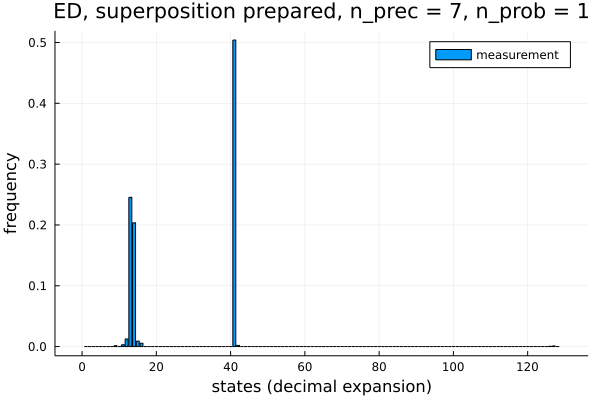 ED, superposition prepared, n_prec = 7, n_prob = 1
measurement
0.5
0.4
0.3
0.2
0.1
0.0
frequency
0 20 40 60 80 100 120
states (decimal expansion)